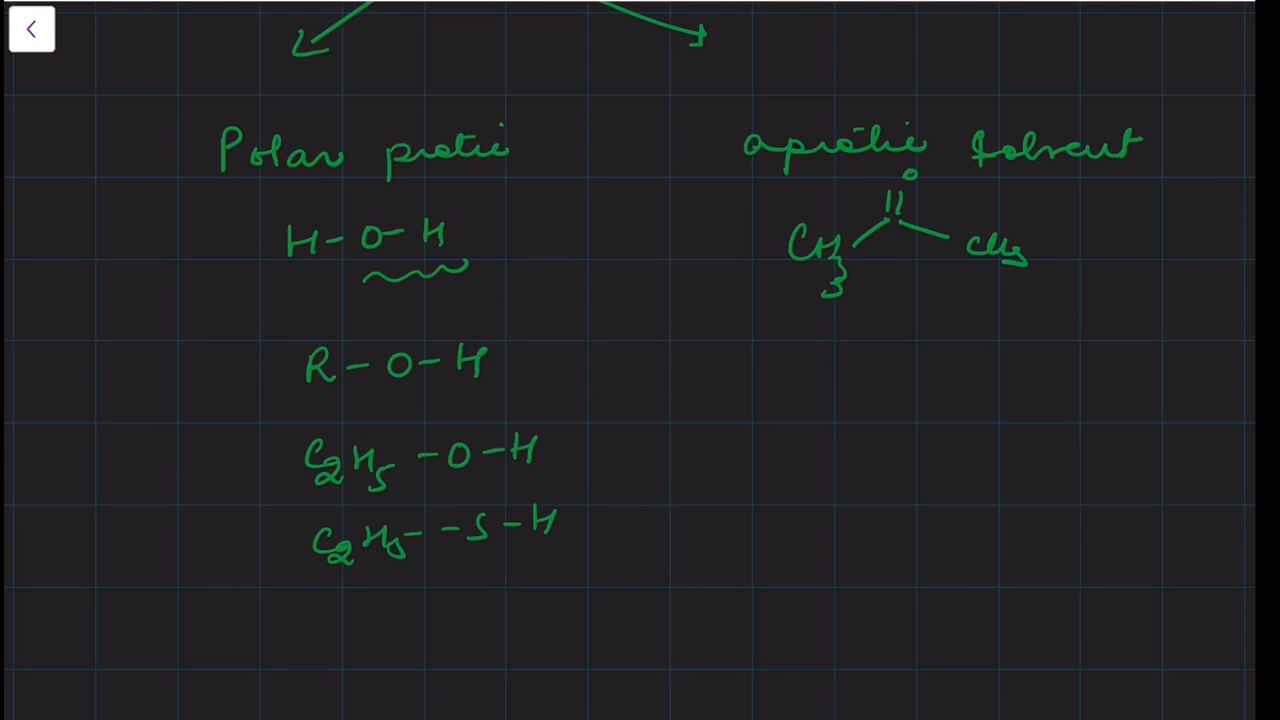 Polar protic
aprotic solvent
H-O-H
O
||
CH3 CH3
R-O-H
C2H5-O-H
C2H5--S-H